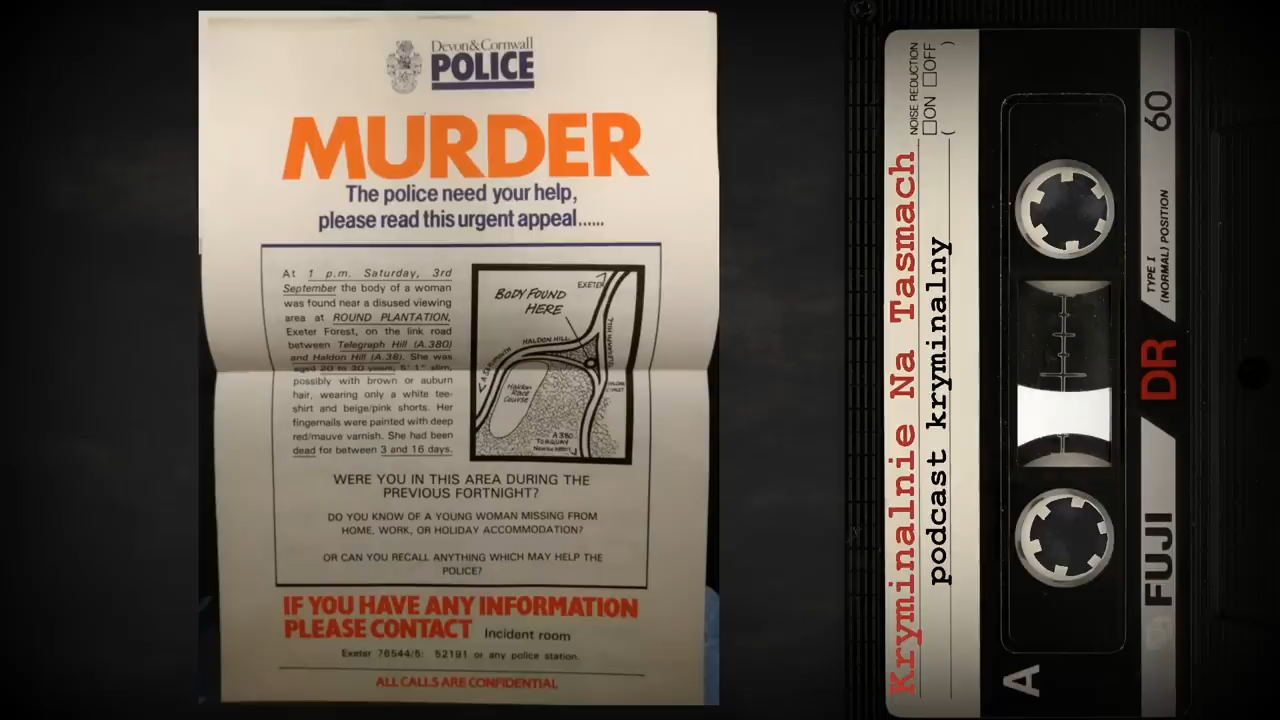 Devon & Cornwall
POLICE
MURDER
The police need your help,
please read this urgent appeal......
At 1 p.m. Saturday, 3rd
September the body of a woman
was found near a disused viewing
area at ROUND PLANTATION,
Exeter Forest, on the link road
between Telegraph Hill (A.380)
and Haldon Hill (A.38). She was
aged 20 to 30 years, 5' 1" slim,
possibly with brown or auburn
hair, wearing only a white tee-
shirt and beige/pink shorts. Her
fingernails were painted with deep
red/mauve varnish. She had been
dead for between 3 and 16 days.
EXETER
BODY FOUND
HERE
HALDON HILL
TELEGRAPH HILL
Haldon
Race
Course
A 380
TORQUAY
WERE YOU IN THIS AREA DURING THE
PREVIOUS FORTNIGHT?
DO YOU KNOW OF A YOUNG WOMAN MISSING FROM
HOME, WORK, OR HOLIDAY ACCOMMODATION?
OR CAN YOU RECALL ANYTHING WHICH MAY HELP THE
POLICE?
IF YOU HAVE ANY INFORMATION
PLEASE CONTACT Incident room
Exeter 76544/5: 52191 or any police station.
ALL CALLS ARE CONFIDENTIAL
Kryminalnie Na Tasmach
podcast kryminalny
NOISE REDUCTION
□ON □OFF
( )
A
60
TYPE I
(NORMAL) POSITION
DR
FUJI